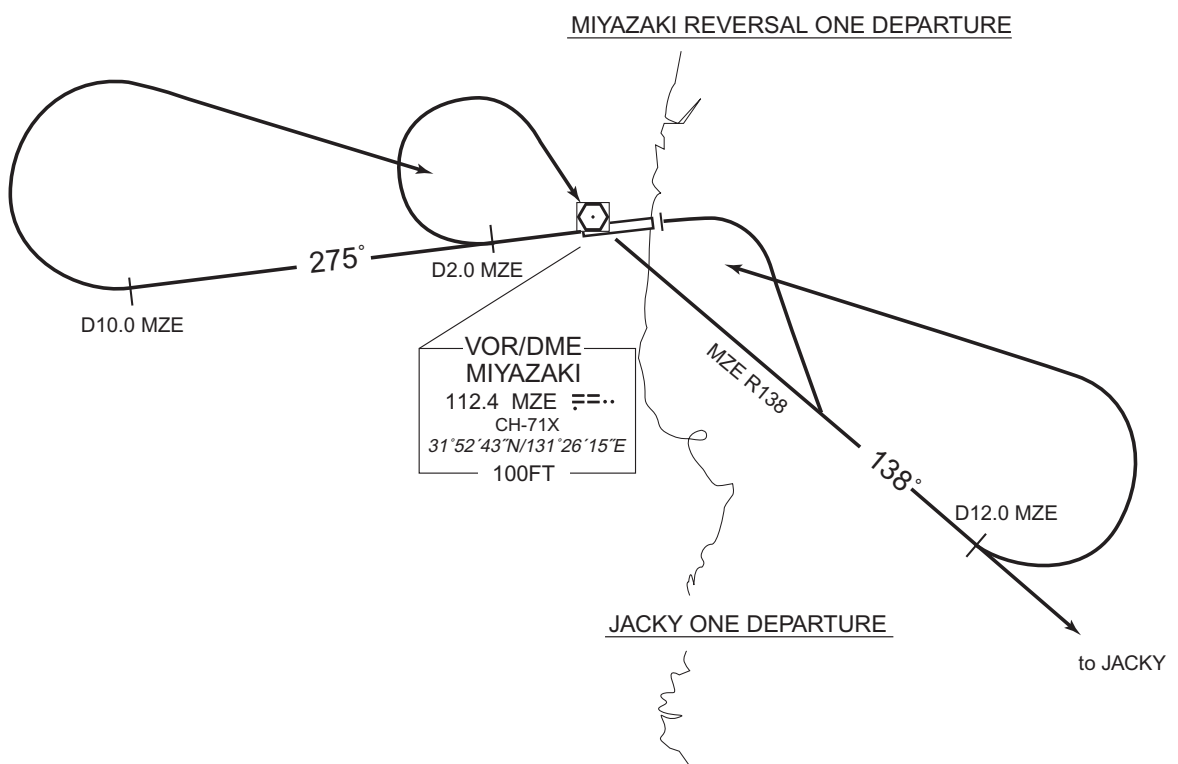 MIYAZAKI REVERSAL ONE DEPARTURE
275°
D2.0 MZE
D10.0 MZE
VOR/DME
MIYAZAKI
112.4 MZE
CH-71X
31°52′43″N/131°26′15″E
100FT
MZE R138
138°
D12.0 MZE
JACKY ONE DEPARTURE
to JACKY